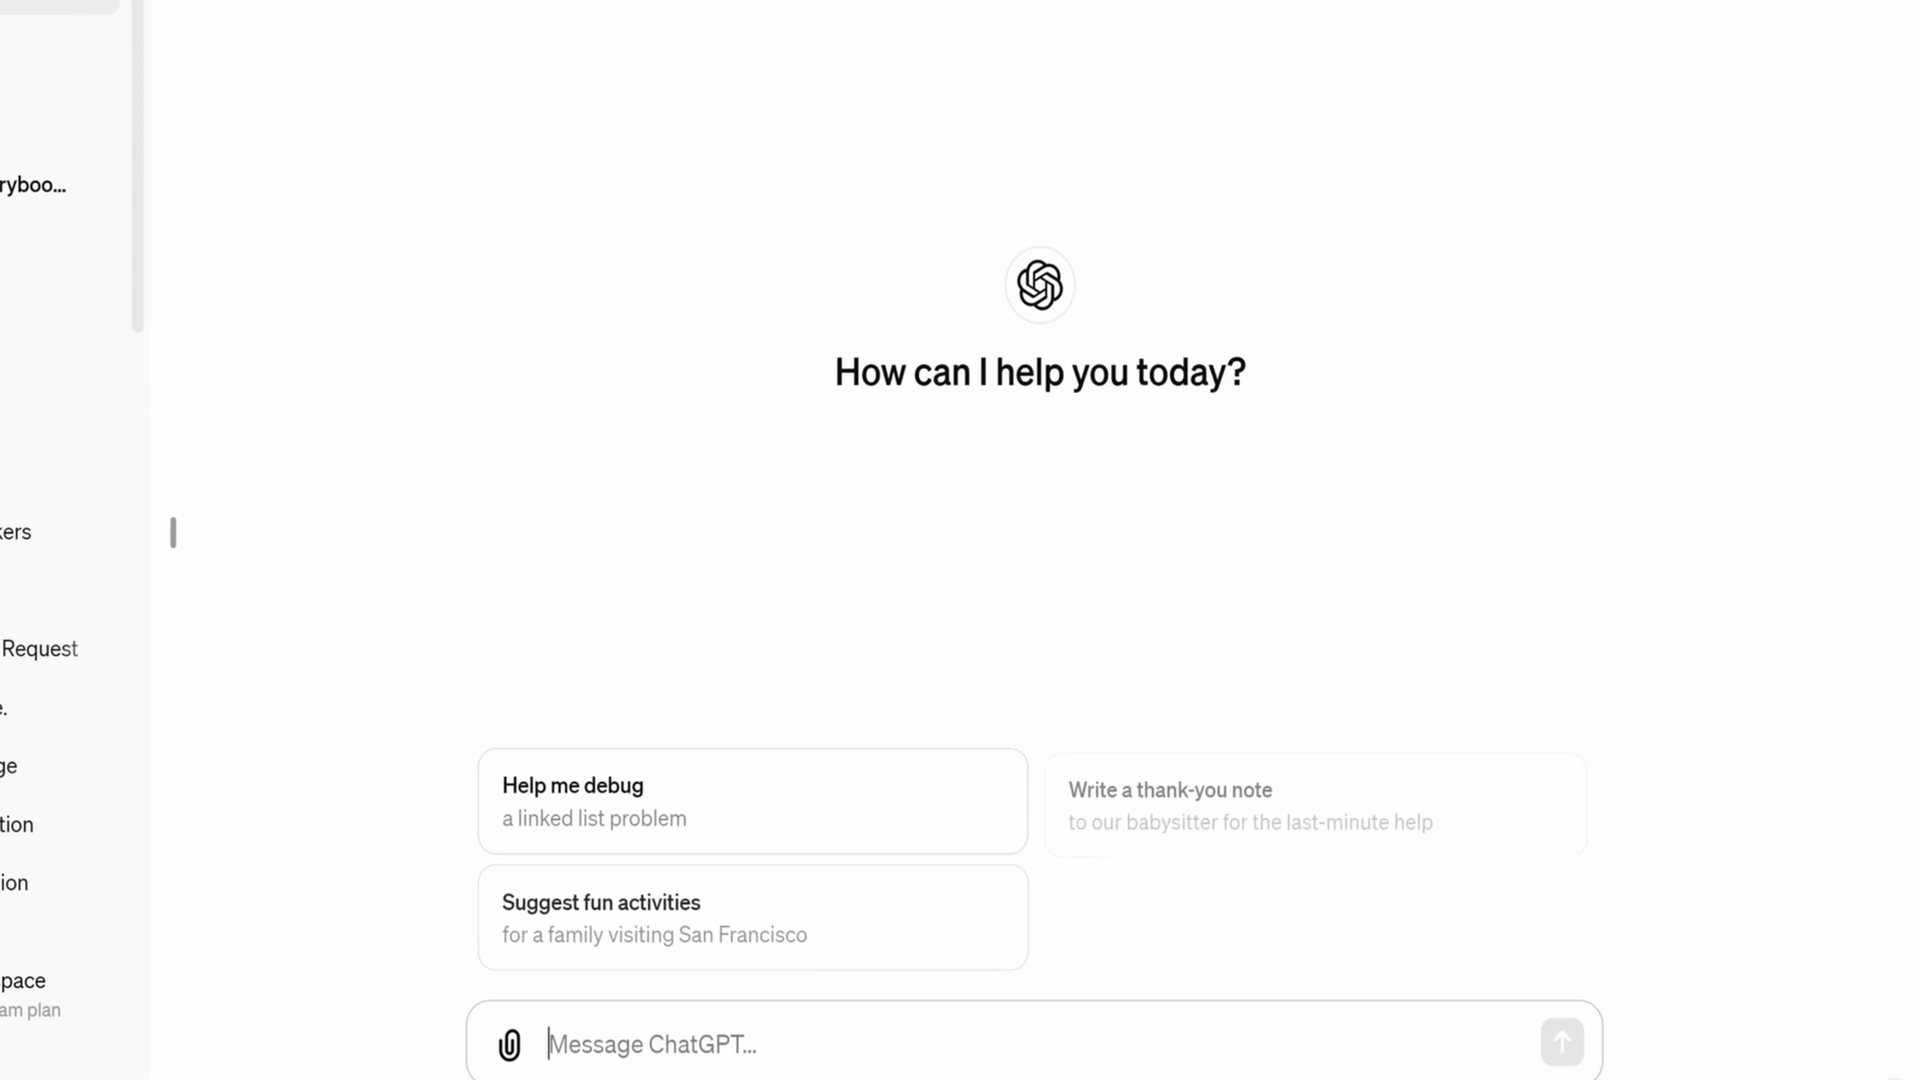 ryboo...
kers
Request
e.
ge
tion
ion
space
am plan
How can I help you today?
Help me debug
a linked list problem
Write a thank-you note
to our babysitter for the last-minute help
Suggest fun activities
for a family visiting San Francisco
Message ChatGPT...